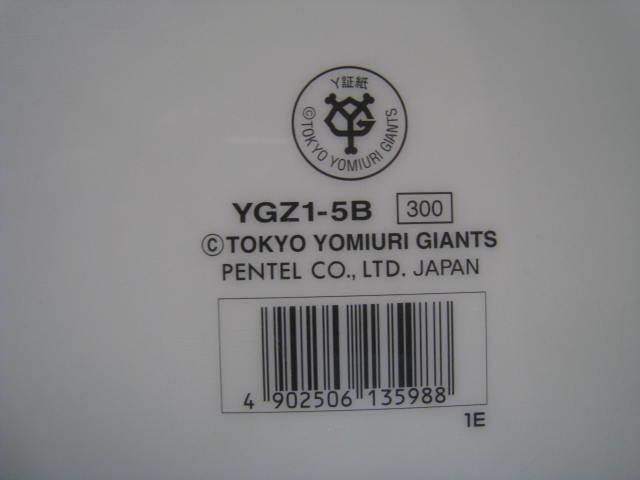 Y証紙
YG
©TOKYO YOMIURI GIANTS
YGZ1-5B 300
©TOKYO YOMIURI GIANTS
PENTEL CO., LTD. JAPAN
4 902506 135988
1E